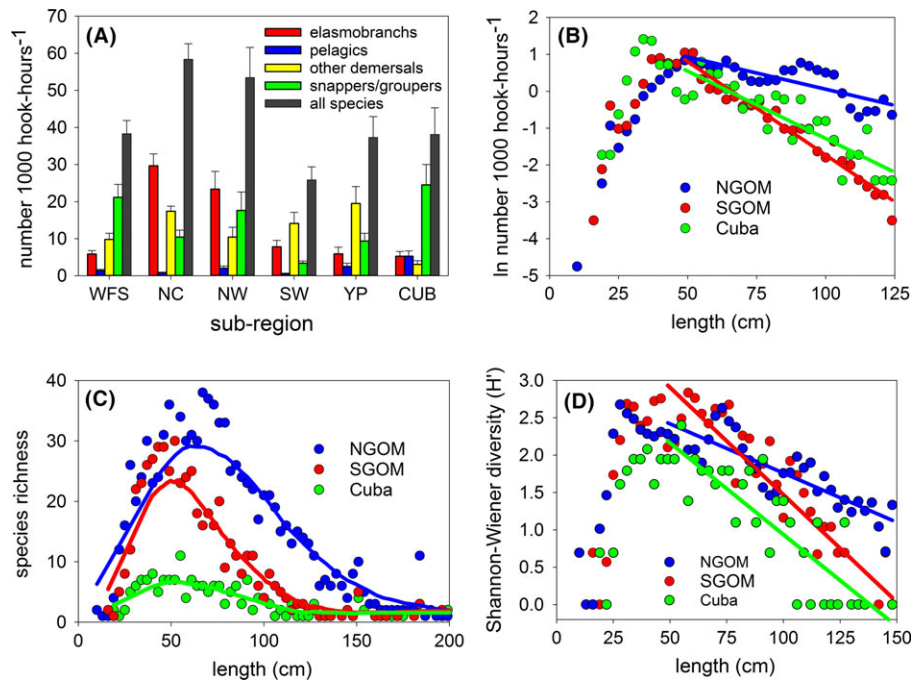 (A)
number 1000 hook-hours-1
70
60
50
40
30
20
10
0
elasmobranchs
pelagics
other demersals
snappers/groupers
all species
WFS NC NW SW YP CUB
sub-region
(B)
ln number 1000 hook-hours-1
2
1
0
-1
-2
-3
-4
-5
NGOM
SGOM
Cuba
0 25 50 75 100 125
length (cm)
(C)
species richness
40
30
20
10
0
NGOM
SGOM
Cuba
0 50 100 150 200
length (cm)
(D)
Shannon-Wiener diversity (H')
3.0
2.5
2.0
1.5
1.0
0.5
0.0
NGOM
SGOM
Cuba
0 25 50 75 100 125 150
length (cm)